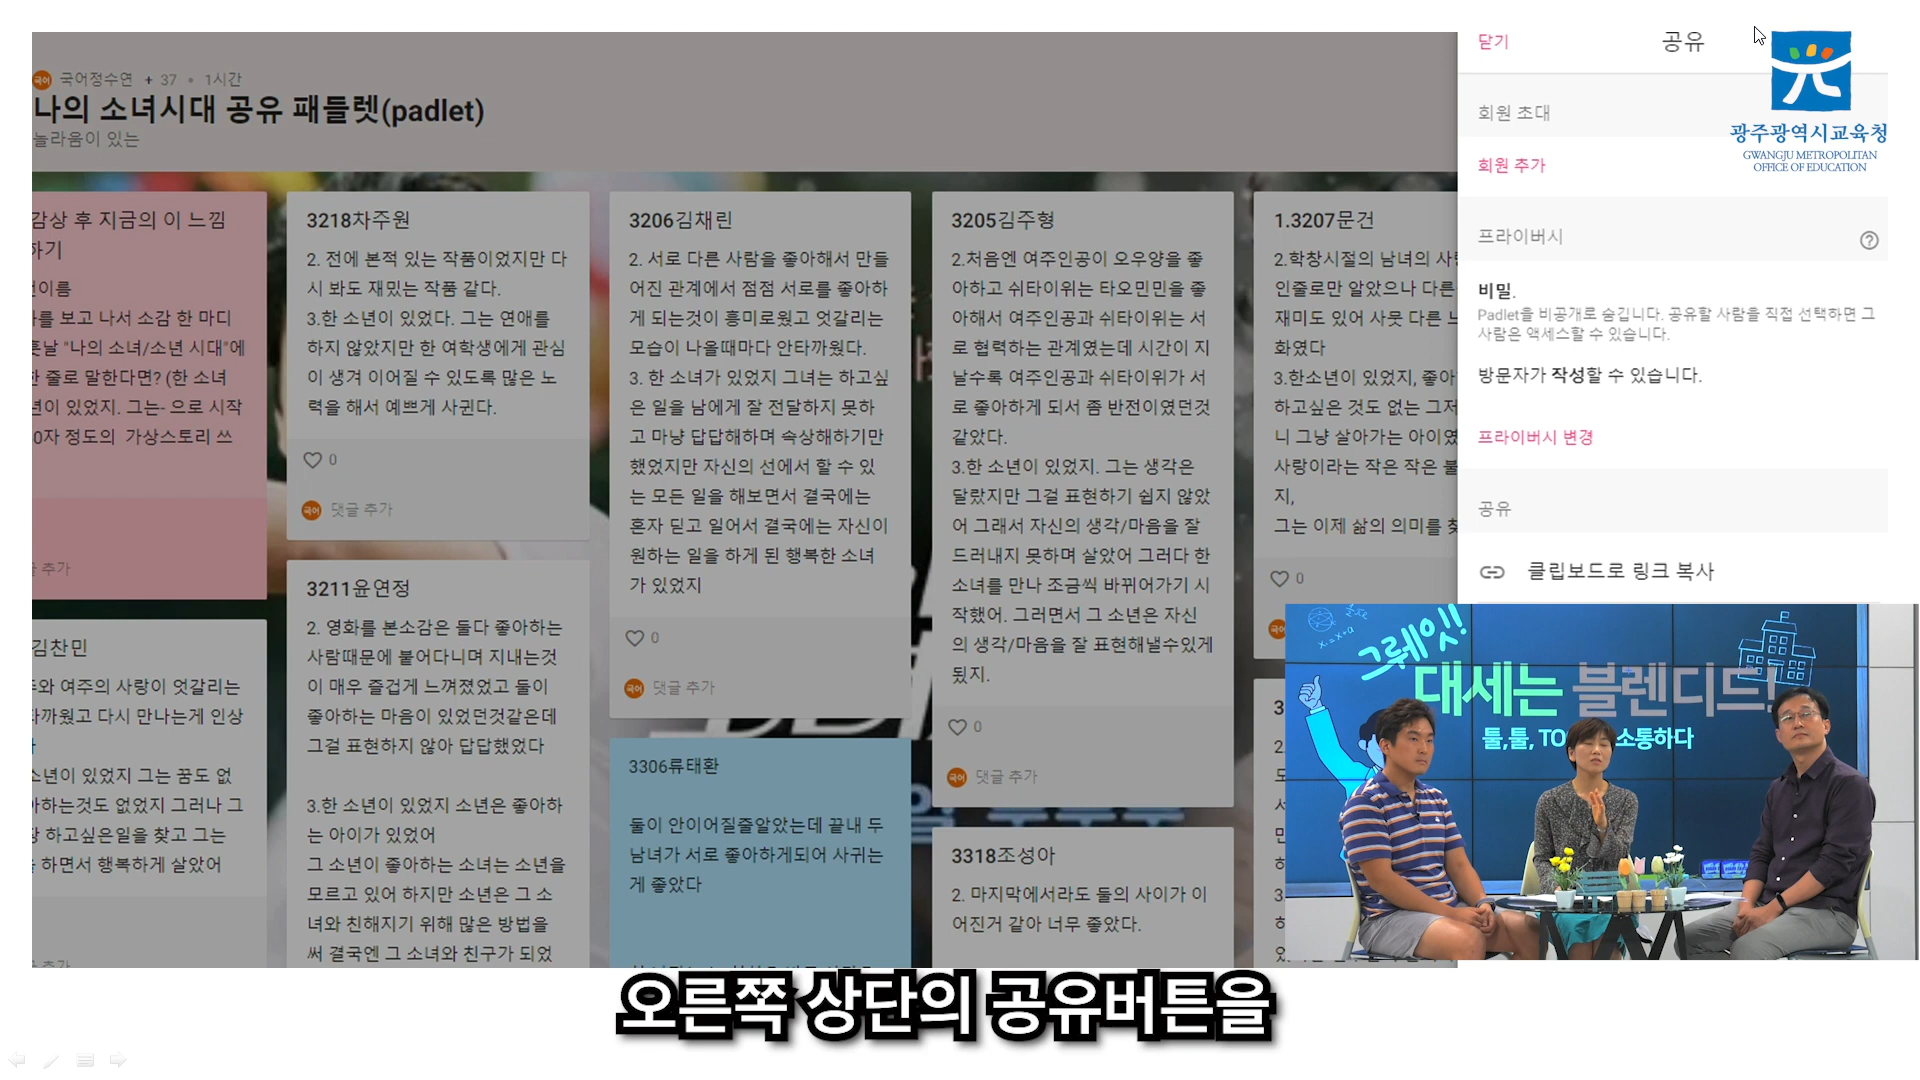 국어 국어정수연 + 37 • 1시간
나의 소녀시대 공유 패들렛(padlet)
놀라움이 있는
감상 후 지금의 이 느낌
하기
를 보고 나서 소감 한 마디
훗날 "나의 소녀/소년 시대"에
한 줄로 말한다면? (한 소녀
년이 있었지. 그는- 으로 시작
0자 정도의 가상스토리 쓰
추가
김찬민
와 여주의 사랑이 엇갈리는
타까웠고 다시 만나는게 인상
소년이 있었지 그는 꿈도 없
아하는것도 없었지 그러나 그
하고싶은일을 찾고 그는
하면서 행복하게 살았어
3218차주원
2. 전에 본적 있는 작품이었지만 다
시 봐도 재밌는 작품 같다.
3.한 소년이 있었다. 그는 연애를
하지 않았지만 한 여학생에게 관심
이 생겨 이어질 수 있도록 많은 노
력을 해서 예쁘게 사귄다.
0
국어 댓글 추가
3211윤연정
2. 영화를 본소감은 둘다 좋아하는
사람때문에 붙어다니며 지내는것
이 매우 즐겁게 느껴졌었고 둘이
좋아하는 마음이 있었던것같은데
그걸 표현하지 않아 답답했었다
3.한 소년이 있었지 소년은 좋아하
는 아이가 있었어
그 소년이 좋아하는 소녀는 소년을
모르고 있어 하지만 소년은 그 소
녀와 친해지기 위해 많은 방법을
써 결국엔 그 소녀와 친구가 되었
3206김채린
2. 서로 다른 사람을 좋아해서 만들
어진 관계에서 점점 서로를 좋아하
게 되는것이 흥미로웠고 엇갈리는
모습이 나올때마다 안타까웠다.
3. 한 소녀가 있었지 그녀는 하고싶
은 일을 남에게 잘 전달하지 못하
고 마냥 답답해하며 속상해하기만
했었지만 자신의 선에서 할 수 있
는 모든 일을 해보면서 결국에는
혼자 딛고 일어서 결국에는 자신이
원하는 일을 하게 된 행복한 소녀
가 있었지
0
국어 댓글 추가
3306류태환
둘이 안이어질줄알았는데 끝내 두
남녀가 서로 좋아하게되어 사귀는
게 좋았다
3205김주형
2.처음엔 여주인공이 오우양을 좋
아하고 쉬타이위는 타오민민을 좋
아해서 여주인공과 쉬타이위는 서
로 협력하는 관계였는데 시간이 지
날수록 여주인공과 쉬타이위가 서
로 좋아하게 되서 좀 반전이였던것
같았다.
3.한 소년이 있었지. 그는 생각은
달랐지만 그걸 표현하기 쉽지 않았
어 그래서 자신의 생각/마음을 잘
드러내지 못하며 살았어 그러다 한
소녀를 만나 조금씩 바뀌어가기 시
작했어. 그러면서 그 소년은 자신
의 생각/마음을 잘 표현해낼수있게
됐지.
0
국어 댓글 추가
3318조성아
2. 마지막에서라도 둘의 사이가 이
어진거 같아 너무 좋았다.
1.3207문건
2.학창시절의 남녀의 사
인줄로만 알았으나 다른
재미도 있어 사뭇 다른
화였다
3.한소년이 있었지, 좋아
하고싶은 것도 없는 그저
니 그냥 살아가는 아이였
사랑이라는 작은 작은 불
지,
그는 이제 삶의 의미를 찾
0
국어
닫기
공유
광주광역시교육청
GWANGJU METROPOLITAN
OFFICE OF EDUCATION
회원 초대
회원 추가
프라이버시
비밀.
Padlet을 비공개로 숨깁니다. 공유할 사람을 직접 선택하면 그
사람은 액세스할 수 있습니다.
방문자가 작성할 수 있습니다.
프라이버시 변경
공유
클립보드로 링크 복사
그뤠잇!
대세는 블렌디드!
툴,툴, TO 소통하다
오른쪽 상단의 공유버튼을